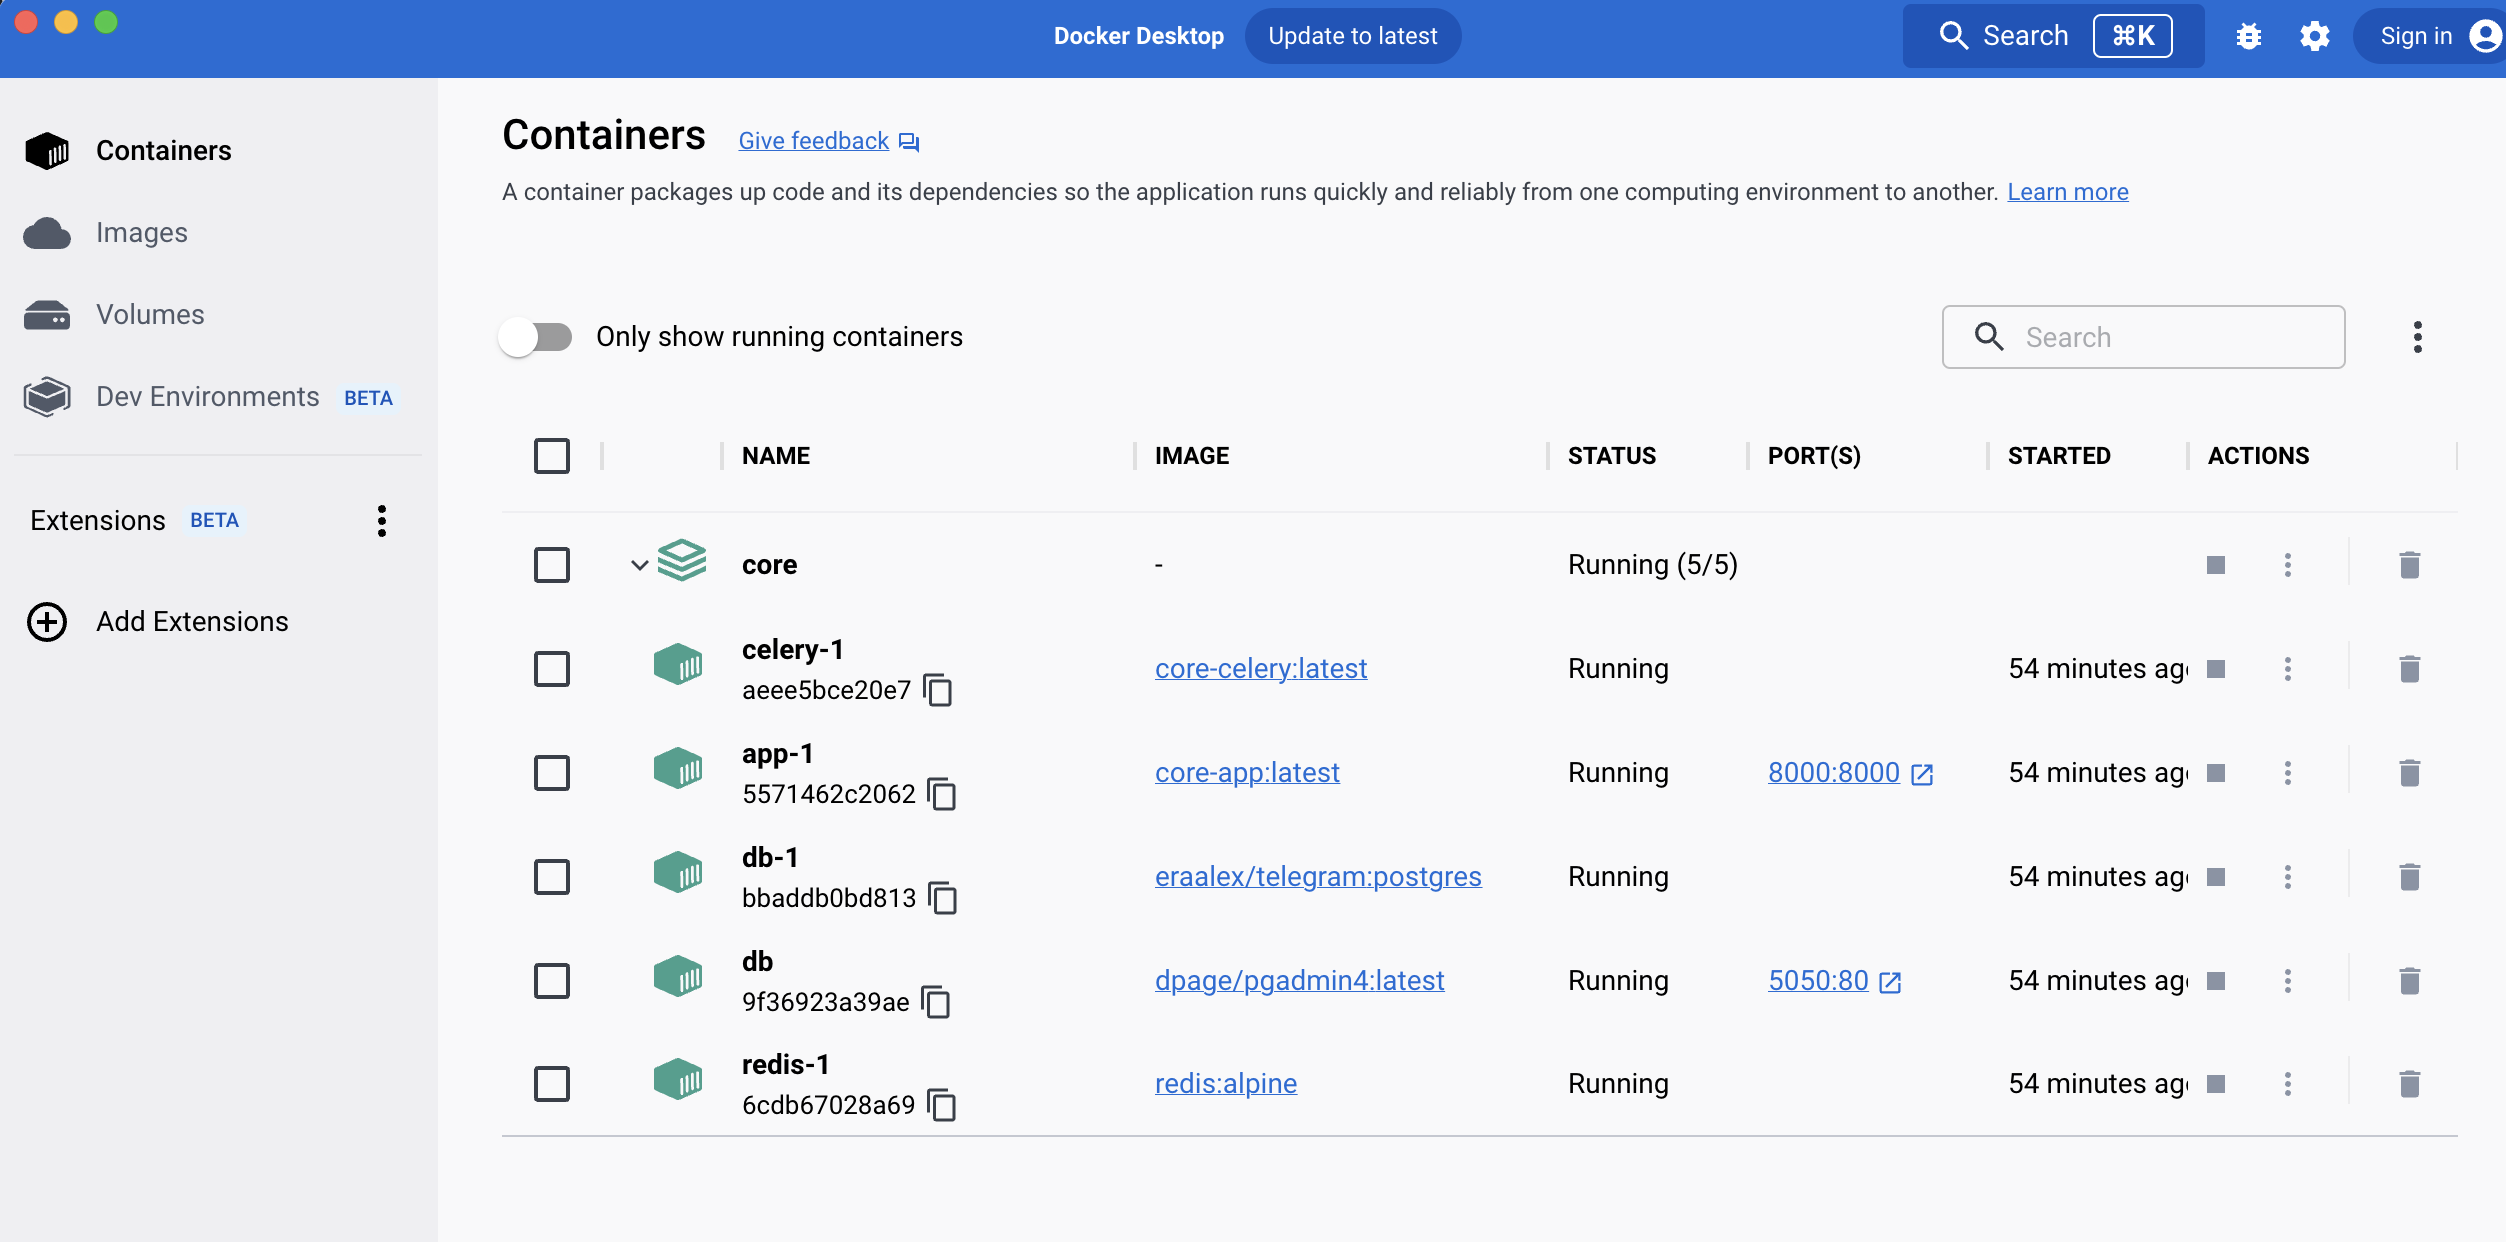 Docker Desktop Update to latest Search ⌘K Sign in
Containers
Images
Volumes
Dev Environments BETA
Extensions BETA
Add Extensions
Containers Give feedback
A container packages up code and its dependencies so the application runs quickly and reliably from one computing environment to another. Learn more
Only show running containers Search
NAME IMAGE STATUS PORT(S) STARTED ACTIONS
core - Running (5/5)
celery-1
aeee5bce20e7 core-celery:latest Running 54 minutes ago
app-1
5571462c2062 core-app:latest Running 8000:8000 54 minutes ago
db-1
bbaddb0bd813 eraalex/telegram:postgres Running 54 minutes ago
db
9f36923a39ae dpage/pgadmin4:latest Running 5050:80 54 minutes ago
redis-1
6cdb67028a69 redis:alpine Running 54 minutes ago